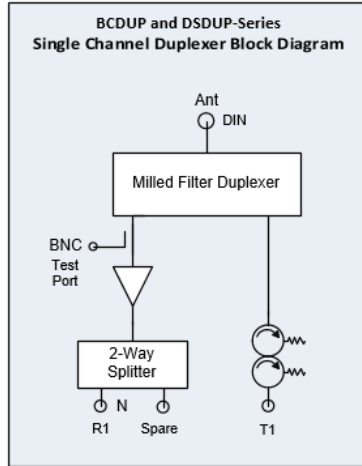 BCDUP and DSDUP-Series
Single Channel Duplexer Block Diagram
Ant
DIN
Milled Filter Duplexer
BNC
Test
Port
2-Way
Splitter
N
R1
Spare
T1